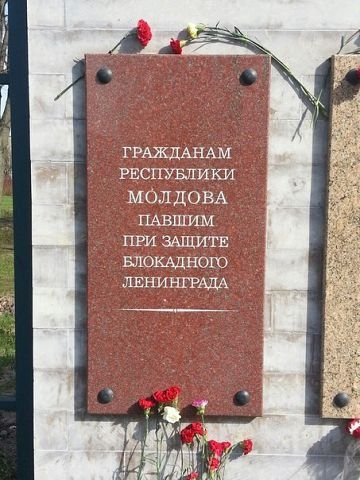 ГРАЖДАНАМ
РЕСПУБЛИКИ
МОЛДОВА
ПАВШИМ
ПРИ ЗАЩИТЕ
БЛОКАДНОГО
ЛЕНИНГРАДА